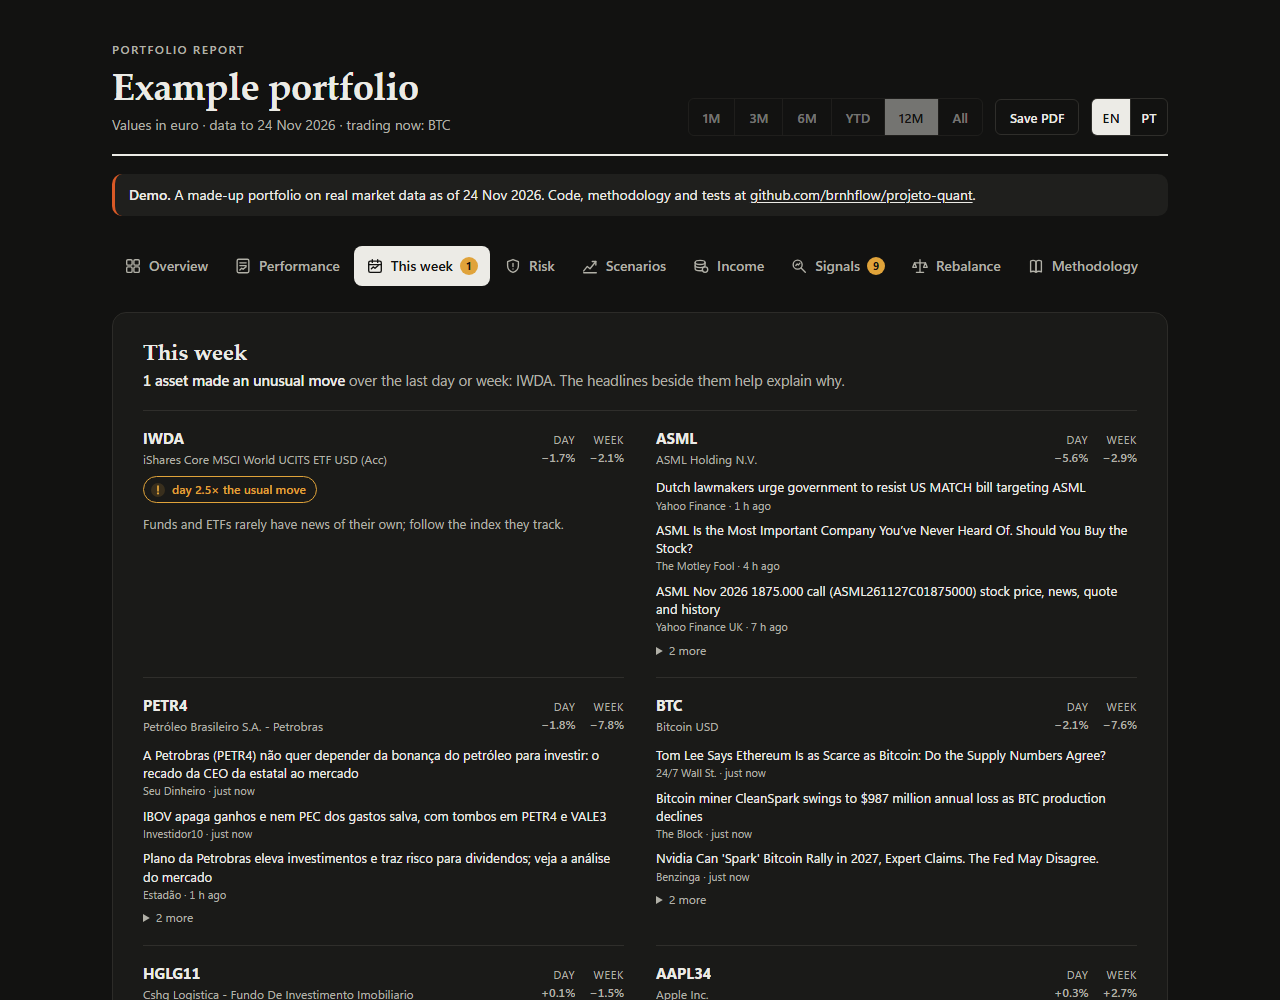 PORTFOLIO REPORT
Example portfolio
Values in euro · data to 24 Nov 2026 · trading now: BTC
1M 3M 6M YTD 12M All Save PDF EN PT
Demo. A made-up portfolio on real market data as of 24 Nov 2026. Code, methodology and tests at github.com/brnhflow/projeto-quant.
Overview Performance This week 1 Risk Scenarios Income Signals 9 Rebalance Methodology
This week
1 asset made an unusual move over the last day or week: IWDA. The headlines beside them help explain why.
IWDA DAY WEEK
iShares Core MSCI World UCITS ETF USD (Acc) −1.7% −2.1%
! day 2.5× the usual move
Funds and ETFs rarely have news of their own; follow the index they track.
ASML DAY WEEK
ASML Holding N.V. −5.6% −2.9%
Dutch lawmakers urge government to resist US MATCH bill targeting ASML
Yahoo Finance · 1 h ago
ASML Is the Most Important Company You’ve Never Heard Of. Should You Buy the
Stock?
The Motley Fool · 4 h ago
ASML Nov 2026 1875.000 call (ASML261127C01875000) stock price, news, quote
and history
Yahoo Finance UK · 7 h ago
▶ 2 more
PETR4 DAY WEEK
Petróleo Brasileiro S.A. - Petrobras −1.8% −7.8%
A Petrobras (PETR4) não quer depender da bonança do petróleo para investir: o
recado da CEO da estatal ao mercado
Seu Dinheiro · just now
IBOV apaga ganhos e nem PEC dos gastos salva, com tombos em PETR4 e VALE3
Investidor10 · just now
Plano da Petrobras eleva investimentos e traz risco para dividendos; veja a análise
do mercado
Estadão · 1 h ago
▶ 2 more
BTC DAY WEEK
Bitcoin USD −2.1% −7.6%
Tom Lee Says Ethereum Is as Scarce as Bitcoin: Do the Supply Numbers Agree?
24/7 Wall St. · just now
Bitcoin miner CleanSpark swings to $987 million annual loss as BTC production
declines
The Block · just now
Nvidia Can 'Spark' Bitcoin Rally in 2027, Expert Claims. The Fed May Disagree.
Benzinga · just now
▶ 2 more
HGLG11 DAY WEEK
Cshg Logistica - Fundo De Investimento Imobiliario +0.1% −1.5%
AAPL34 DAY WEEK
Apple Inc. +0.3% +2.7%